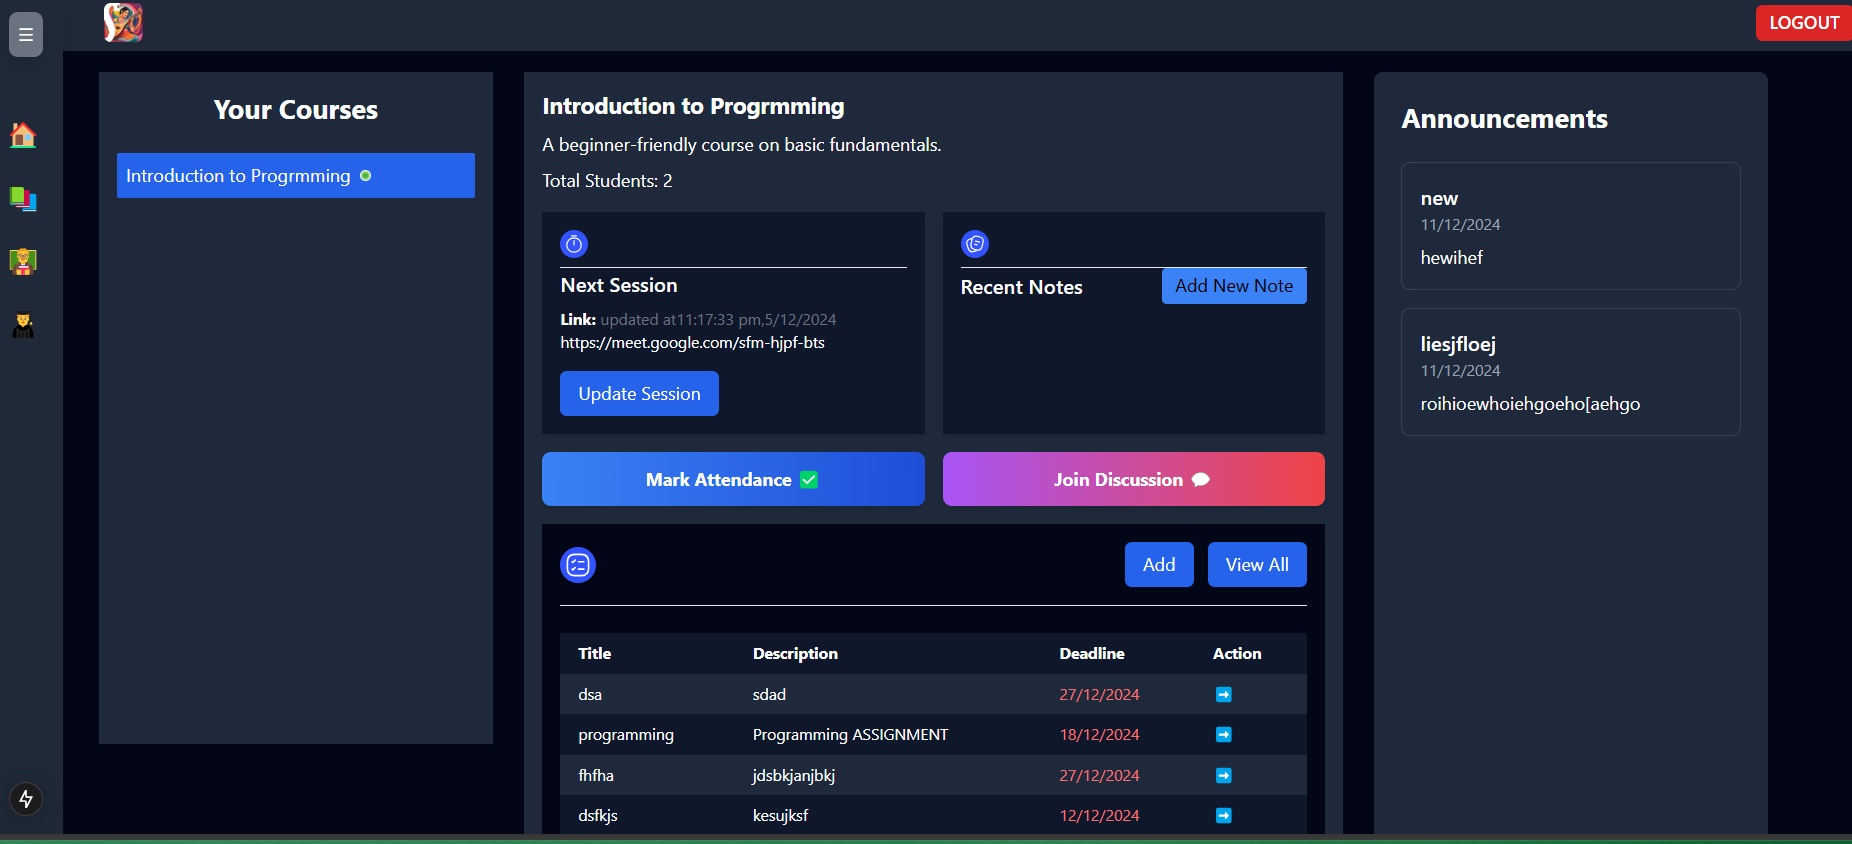 LOGOUT
Your Courses
Introduction to Progrmming
Introduction to Progrmming
A beginner-friendly course on basic fundamentals.
Total Students: 2
Next Session
Link: updated at11:17:33 pm,5/12/2024
https://meet.google.com/sfm-hjpf-bts
Update Session
Recent Notes
Add New Note
Mark Attendance ✅
Join Discussion 💬
Add
View All
Title Description Deadline Action
dsa sdad 27/12/2024 ➡️
programming Programming ASSIGNMENT 18/12/2024 ➡️
fhfha jdsbkjanjbkj 27/12/2024 ➡️
dsfkjs kesujksf 12/12/2024 ➡️
Announcements
new
11/12/2024
hewihef
liesjfloej
11/12/2024
roihioewhoiehgoeho[aehgo